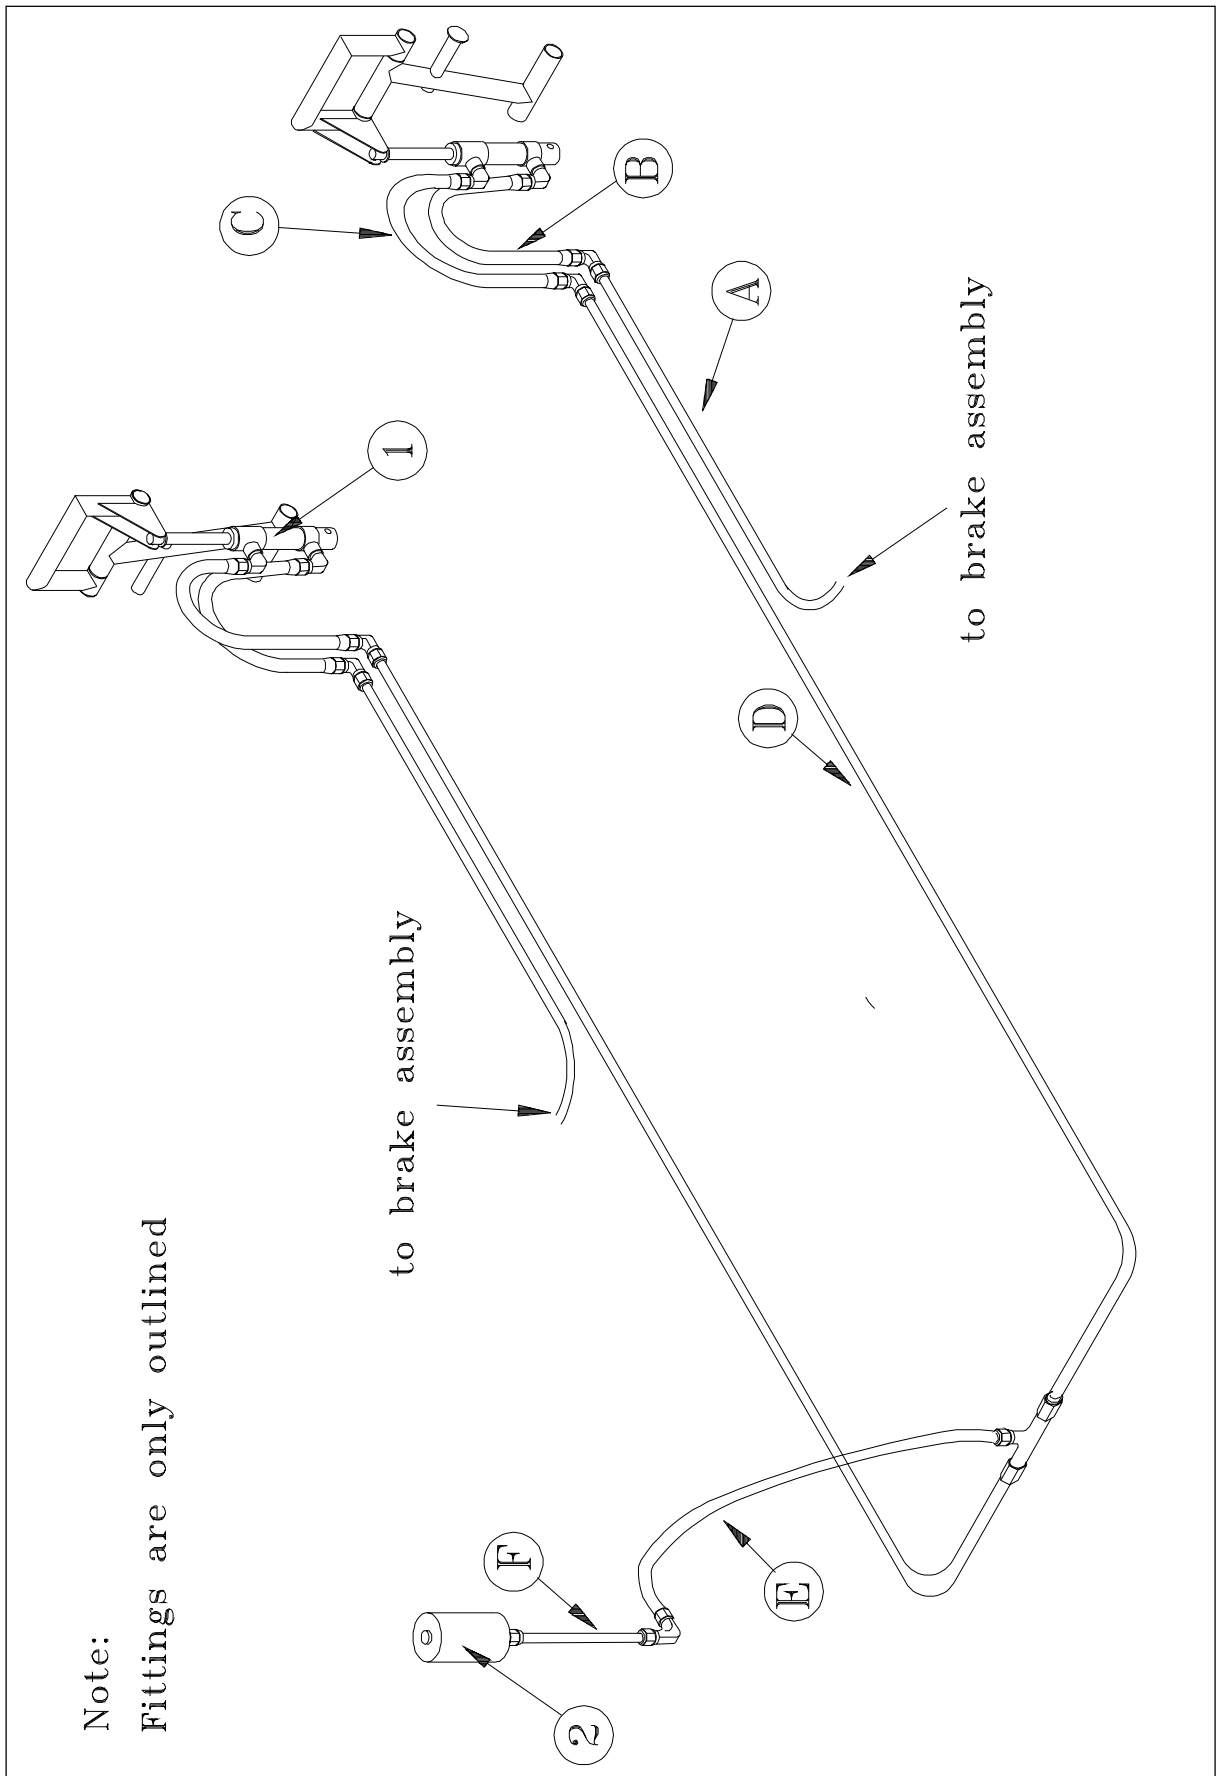 Note:
Fittings are only outlined
to brake assembly
to brake assembly
1
2
A
B
C
D
E
F